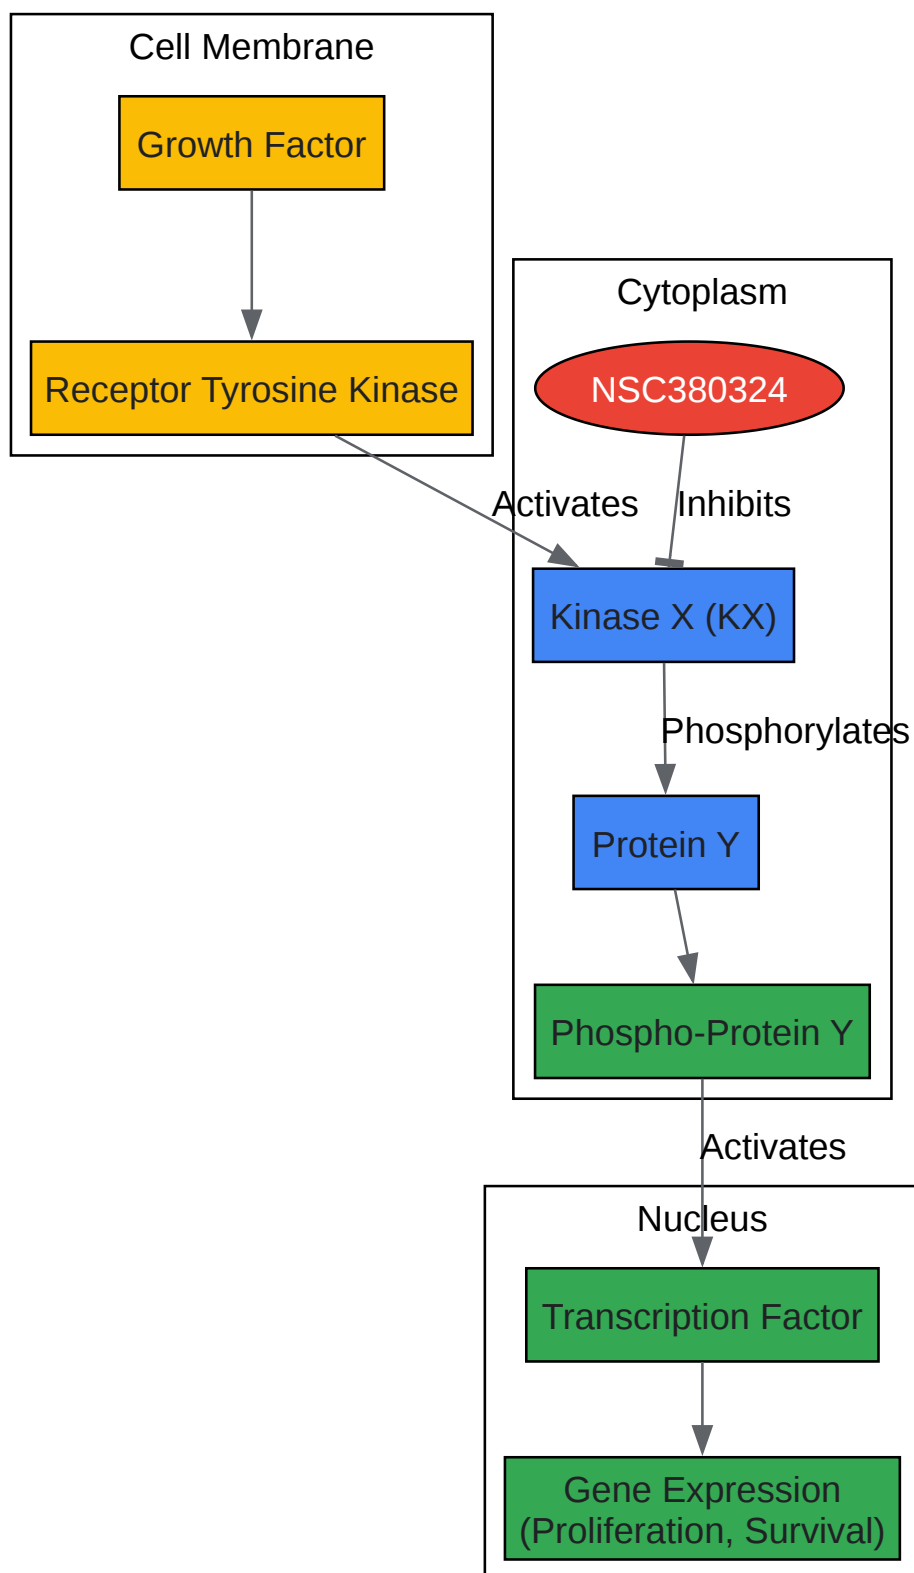 Cell Membrane
Growth Factor
Receptor Tyrosine Kinase
Cytoplasm
NSC380324
Activates
Inhibits
Kinase X (KX)
Phosphorylates
Protein Y
Phospho-Protein Y
Activates
Nucleus
Transcription Factor
Gene Expression
(Proliferation, Survival)